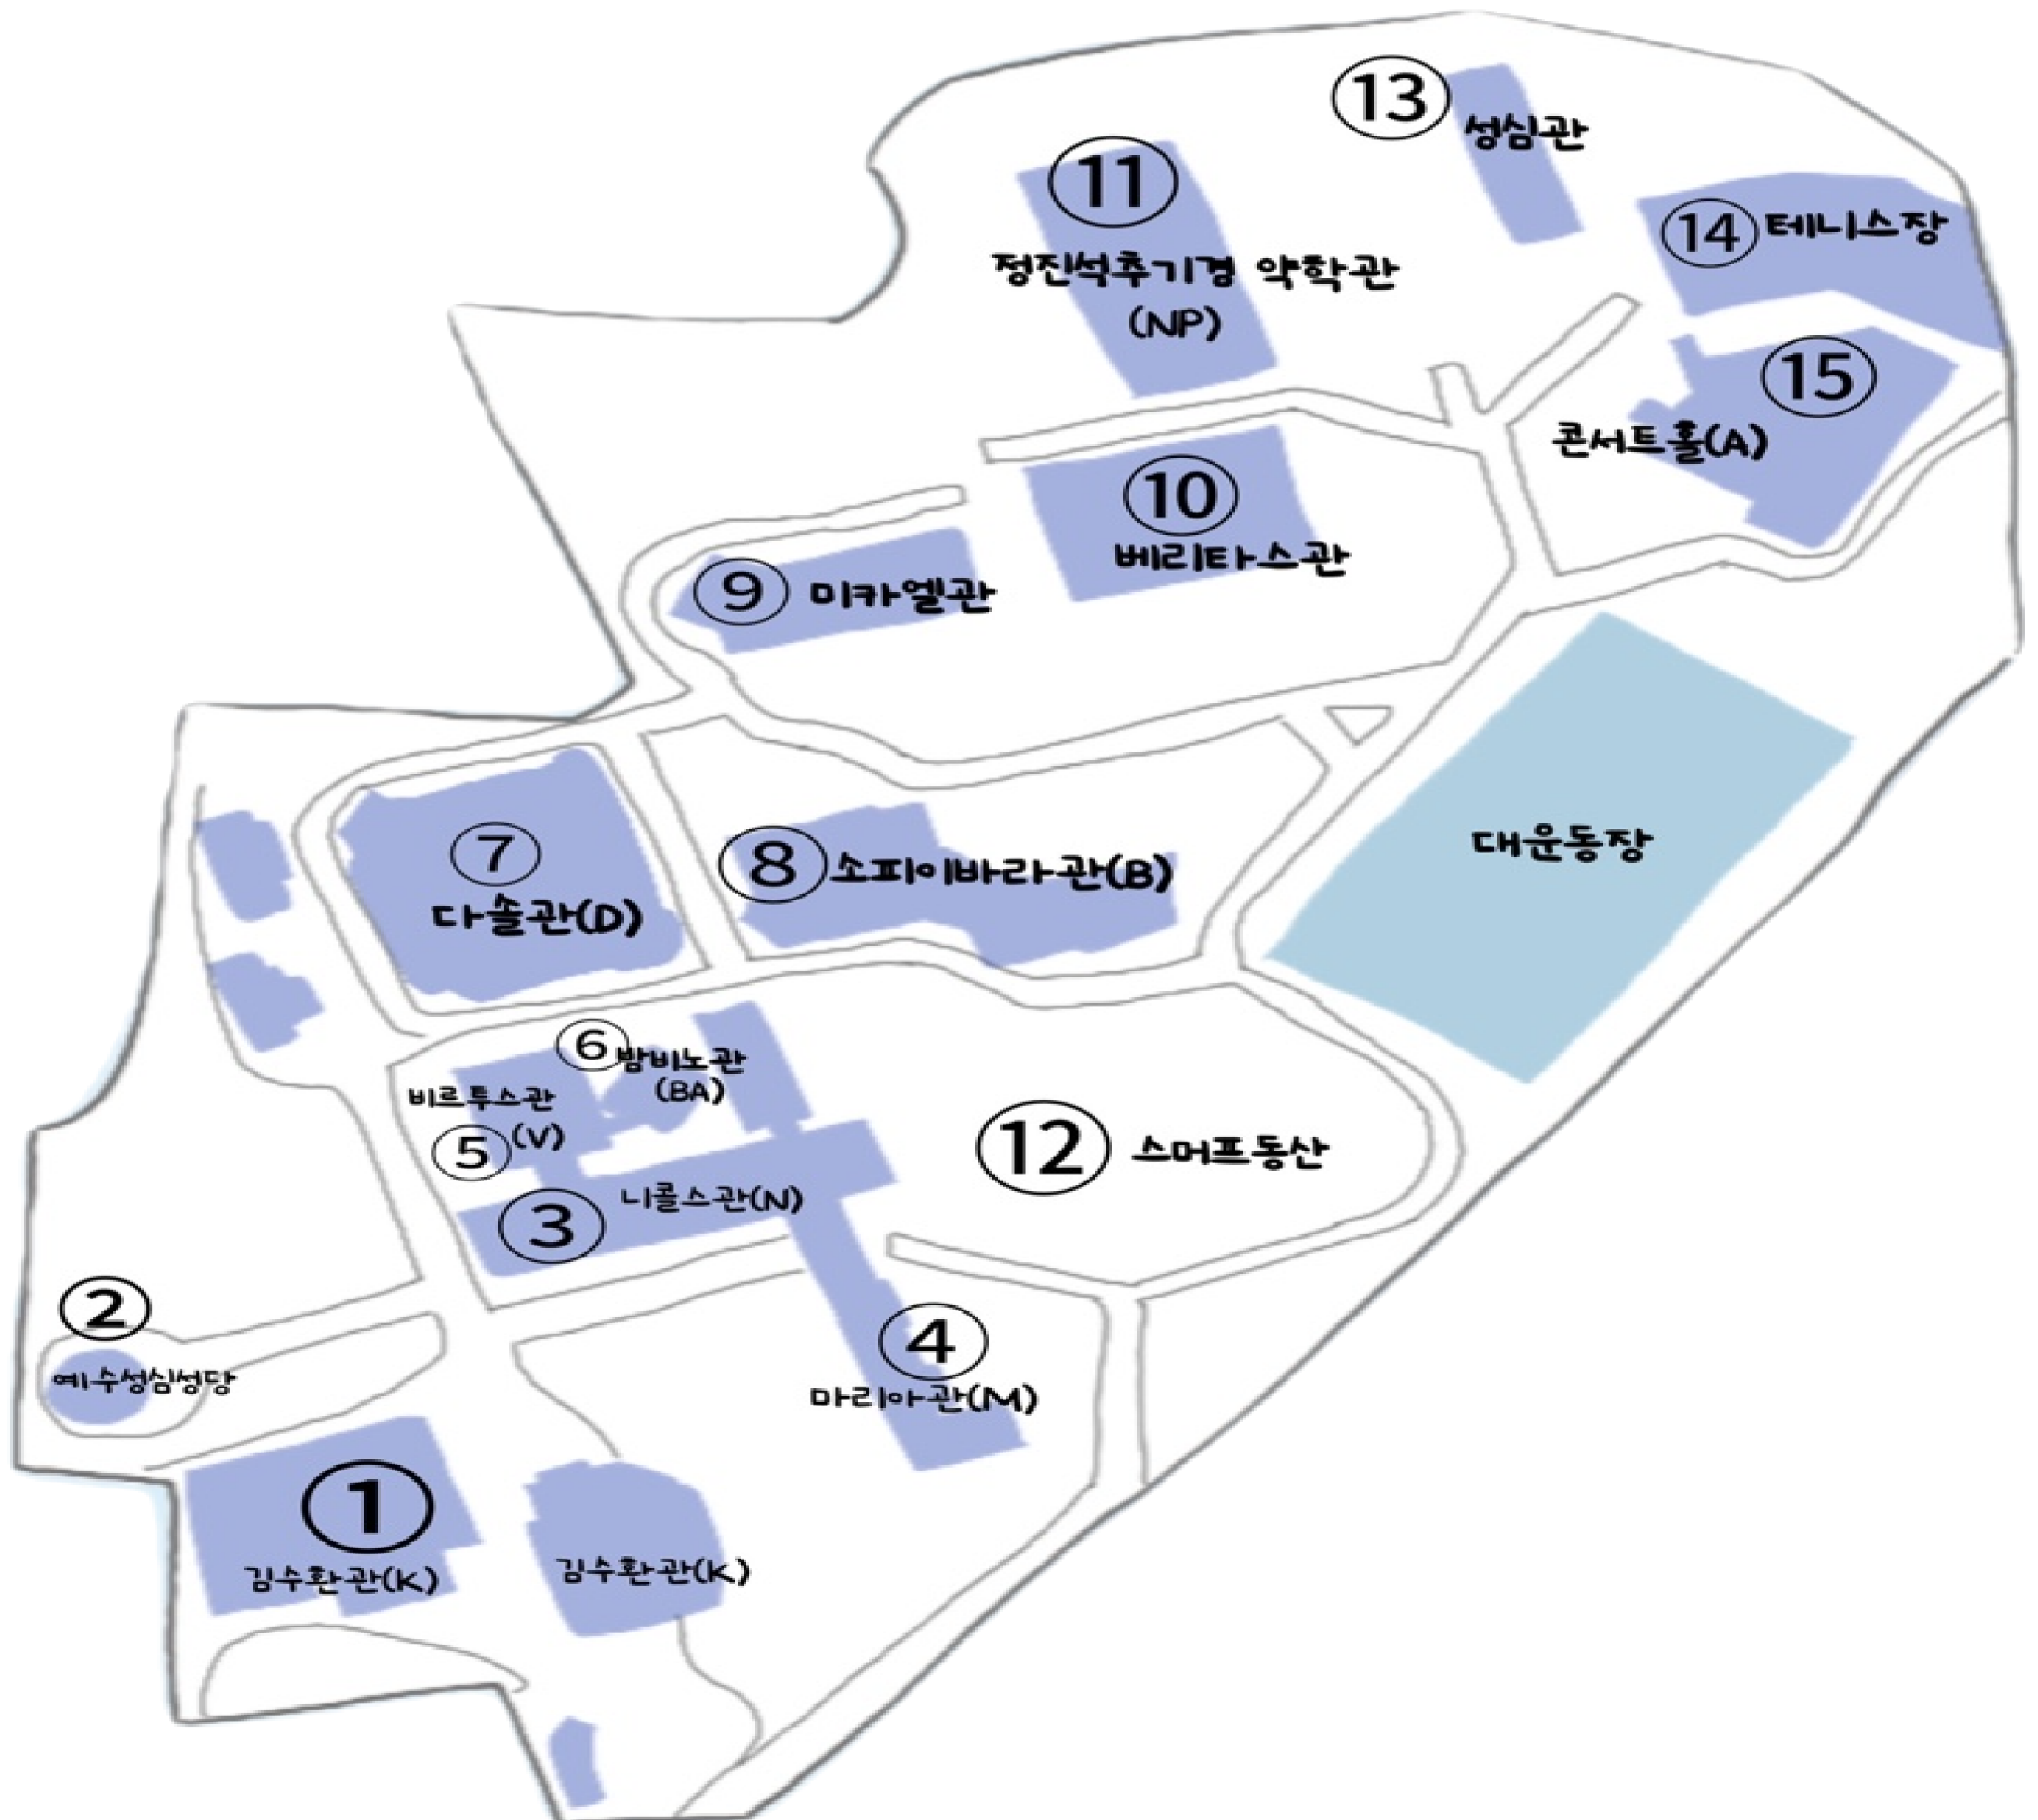 ⑬
성심관
⑪
정진석추기경 약학관
(NP)
⑭ 테니스장
⑮
콘서트홀(A)
⑩
베리타스관
⑨ 미카엘관
⑦
다솔관(D)
⑧ 소피이바라관(B)
대운동장
⑥ 밤비노관
(BA)
비르투스관
⑤ (V)
⑫ 스머프동산
③ 니콜스관(N)
②
예수성심성당
④
마리아관(M)
①
김수환관(K)
김수환관(K)